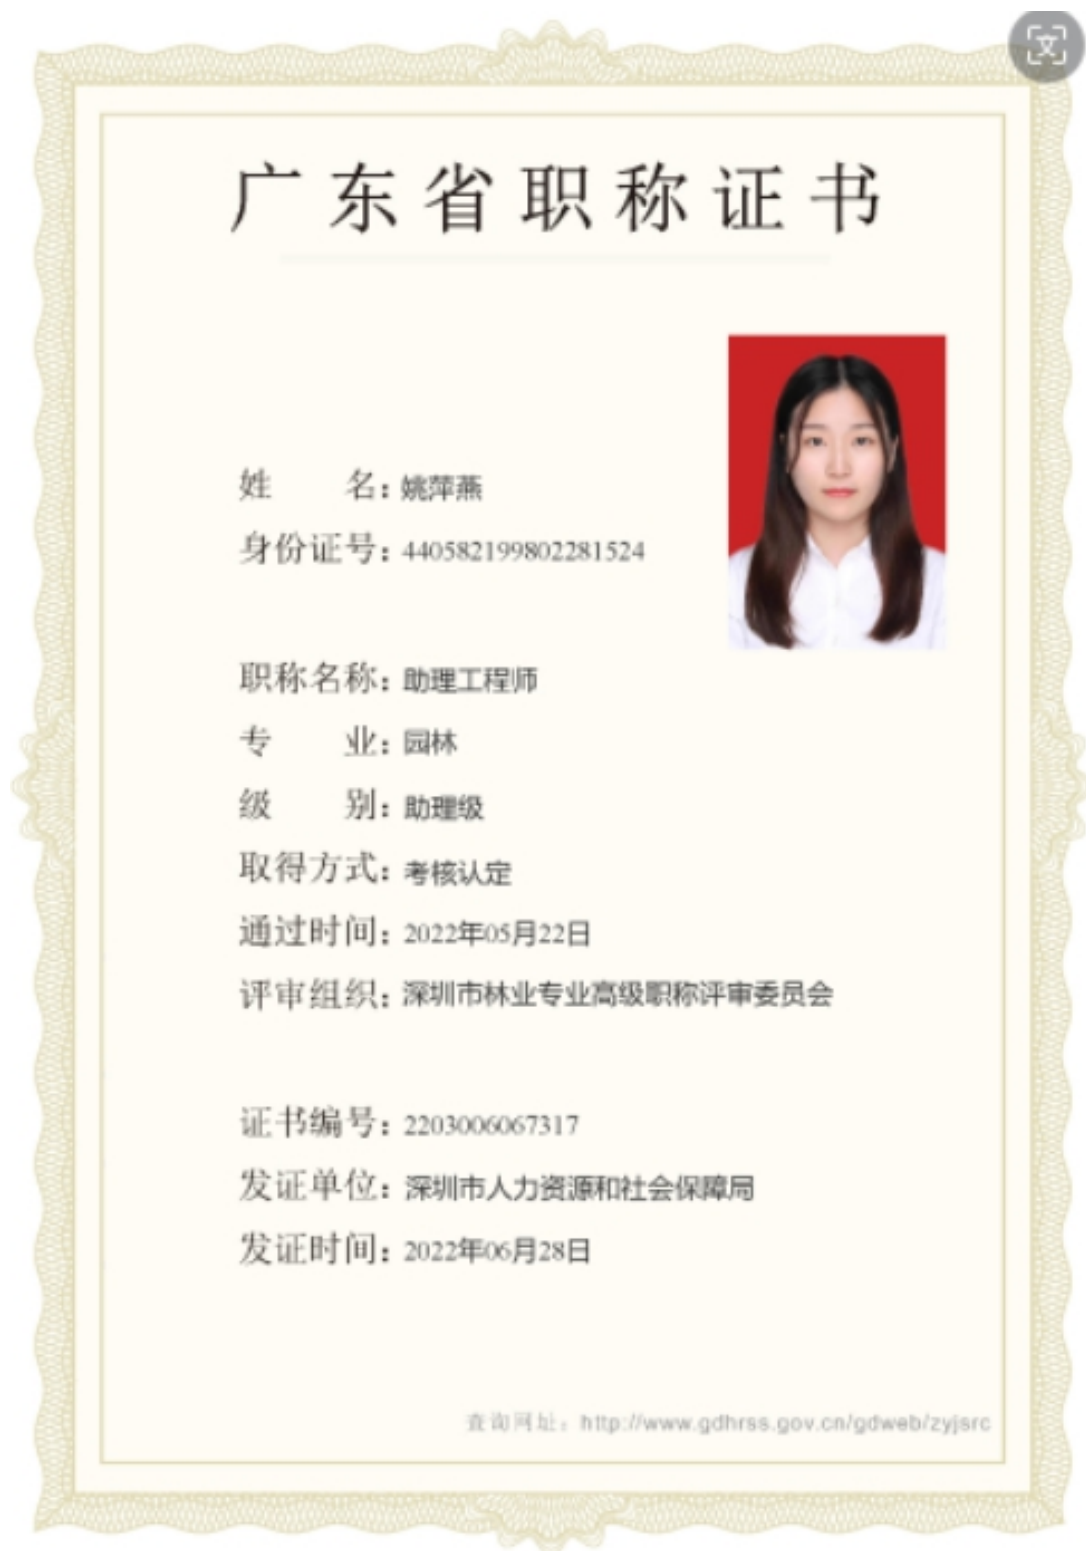 广东省职称证书
姓 名：姚萍燕
身份证号：440582199802281524
职称名称：助理工程师
专 业：园林
级 别：助理级
取得方式：考核认定
通过时间：2022年05月22日
评审组织：深圳市林业专业高级职称评审委员会
证书编号：2203006067317
发证单位：深圳市人力资源和社会保障局
发证时间：2022年06月28日
查询网址：http://www.gdhrss.gov.cn/gdweb/zyjsrc